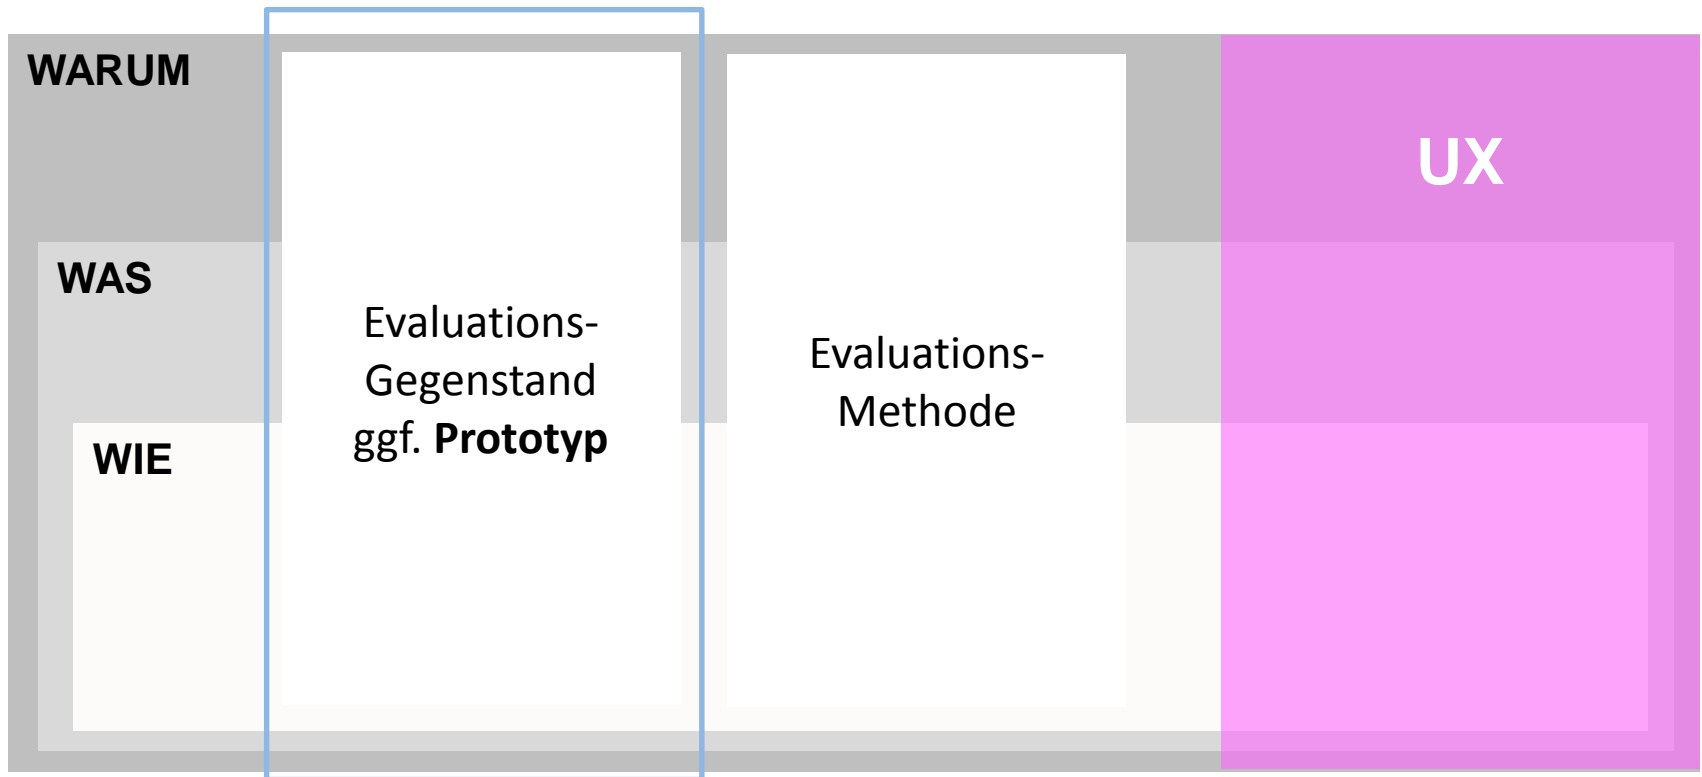 WARUM
UX
WAS
Evaluations-
Gegenstand
ggf. Prototyp
Evaluations-
Methode
WIE